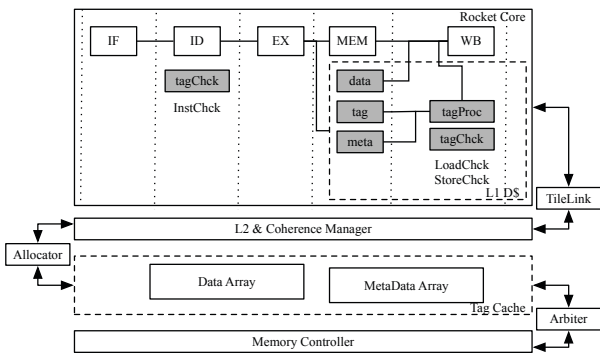 Rocket Core
IF
ID
EX
MEM
WB
tagChck
InstChck
data
tag
meta
tagProc
tagChck
LoadChck
StoreChck
L1 D$
TileLink
L2 & Coherence Manager
Allocator
Data Array
MetaData Array
Tag Cache
Arbiter
Memory Controller